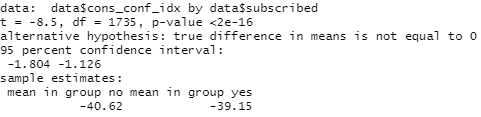 data:  data$cons_conf_idx by data$subscribed
t = -8.5, df = 1735, p-value <2e-16
alternative hypothesis: true difference in means is not equal to 0
95 percent confidence interval:
 -1.804 -1.126
sample estimates:
 mean in group no mean in group yes
           -40.62            -39.15